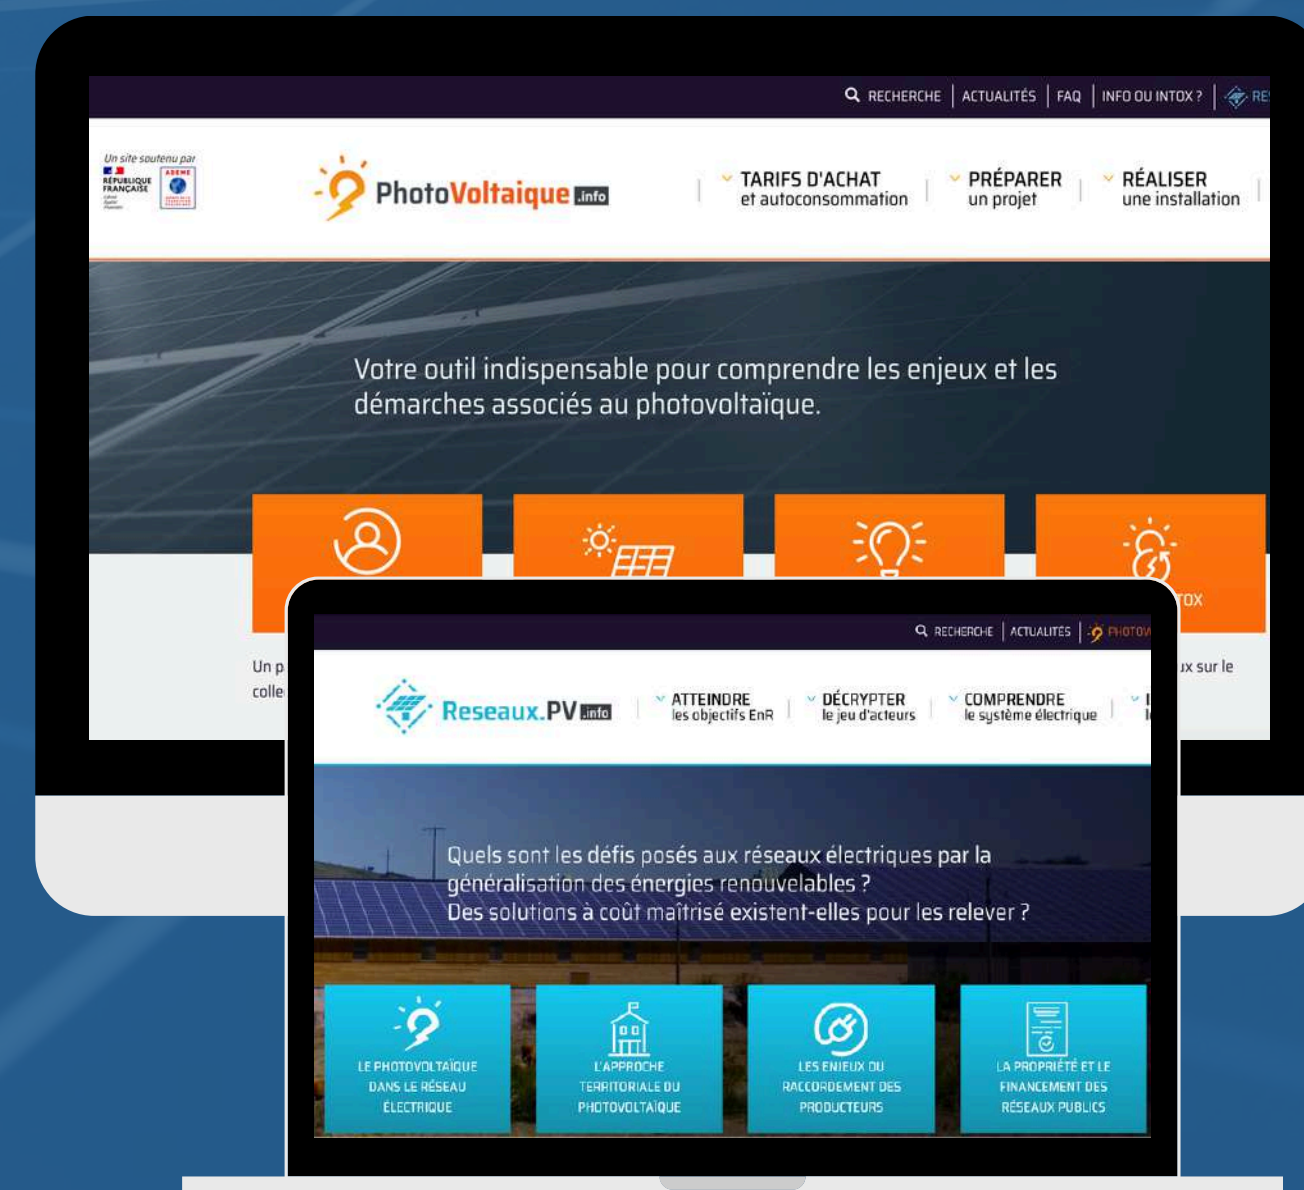 RECHERCHE | ACTUALITÉS | FAQ | INFO OU INTOX ?
Un site soutenu par
RÉPUBLIQUE
FRANÇAISE
ADEME
PhotoVoltaique .info
TARIFS D'ACHAT
et autoconsommation
PRÉPARER
un projet
RÉALISER
une installation
Votre outil indispensable pour comprendre les enjeux et les
démarches associés au photovoltaïque.
Un p
colle
TOX
ux sur le
RECHERCHE | ACTUALITÉS
Reseaux.PV .info
ATTEINDRE
les objectifs EnR
DÉCRYPTER
le jeu d'acteurs
COMPRENDRE
le système électrique
Quels sont les défis posés aux réseaux électriques par la
généralisation des énergies renouvelables ?
Des solutions à coût maîtrisé existent-elles pour les relever ?
LE PHOTOVOLTAÏQUE
DANS LE RÉSEAU
ÉLECTRIQUE
L'APPROCHE
TERRITORIALE DU
PHOTOVOLTAÏQUE
LES ENJEUX DU
RACCORDEMENT DES
PRODUCTEURS
LA PROPRIÉTÉ ET LE
FINANCEMENT DES
RÉSEAUX PUBLICS